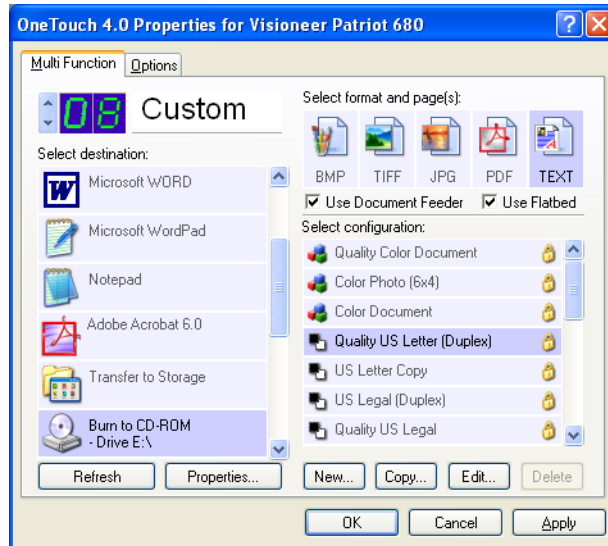 OneTouch 4.0 Properties for Visioneer Patriot 680
Multi Function
Options
08
Custom
Select destination:
Microsoft WORD
Microsoft WordPad
Notepad
Adobe Acrobat 6.0
Transfer to Storage
Burn to CD-ROM
- Drive E:\
Refresh
Properties...
Select format and page(s):
BMP TIFF JPG PDF TEXT
Use Document Feeder Use Flatbed
Select configuration:
Quality Color Document
Color Photo (6x4)
Color Document
Quality US Letter (Duplex)
US Letter Copy
US Legal (Duplex)
Quality US Legal
New... Copy... Edit... Delete
OK Cancel Apply